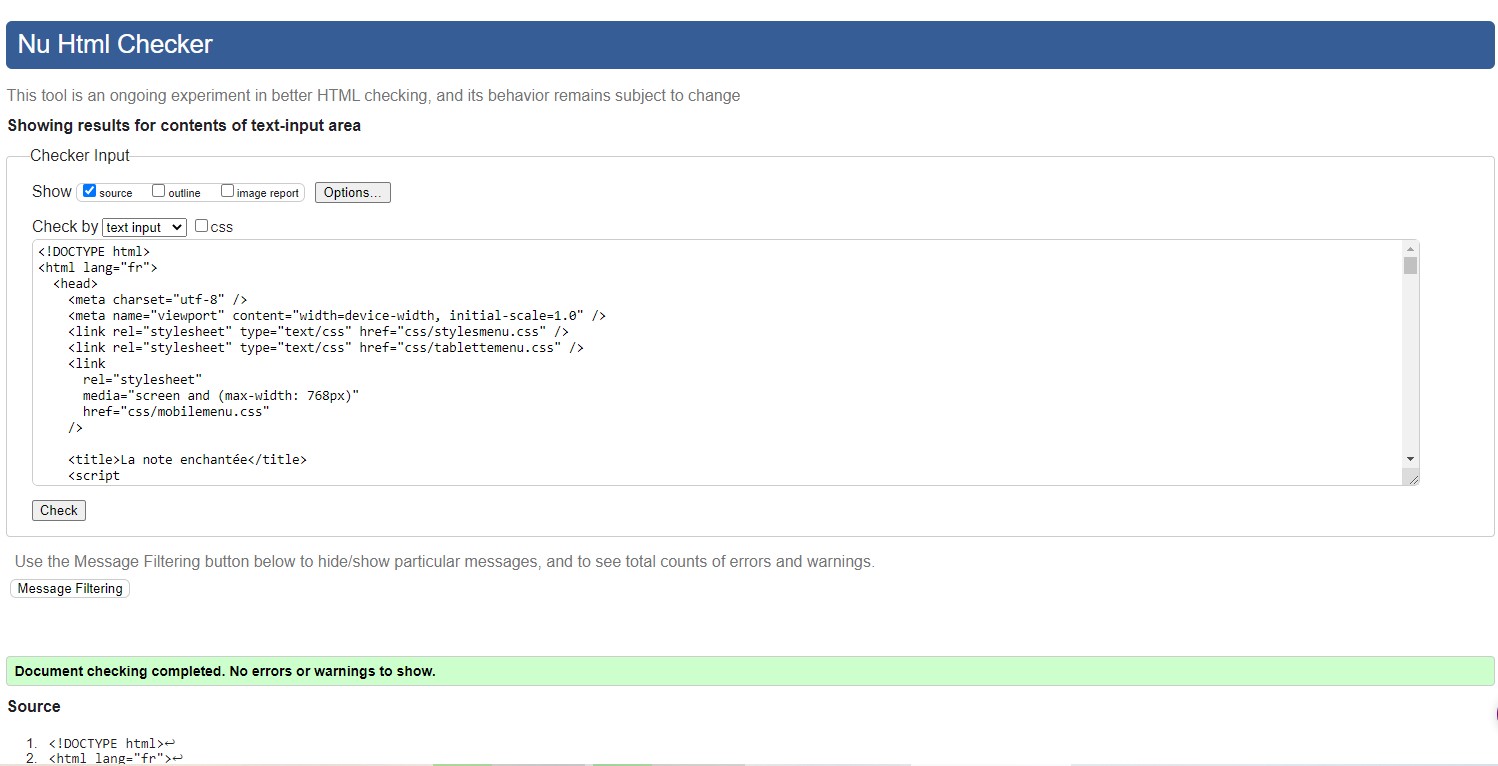 Nu Html Checker
This tool is an ongoing experiment in better HTML checking, and its behavior remains subject to change
Showing results for contents of text-input area
Checker Input
Show source outline image report Options...
Check by text input css
<!DOCTYPE html>
<html lang="fr">
  <head>
    <meta charset="utf-8" />
    <meta name="viewport" content="width=device-width, initial-scale=1.0" />
    <link rel="stylesheet" type="text/css" href="css/stylesmenu.css" />
    <link rel="stylesheet" type="text/css" href="css/tablettemenu.css" />
    <link
      rel="stylesheet"
      media="screen and (max-width: 768px)"
      href="css/mobilemenu.css"
    />
    <title>La note enchantée</title>
    <script
Check
Use the Message Filtering button below to hide/show particular messages, and to see total counts of errors and warnings.
Message Filtering
Document checking completed. No errors or warnings to show.
Source
1. <!DOCTYPE html>↩
2. <html lang="fr">↩